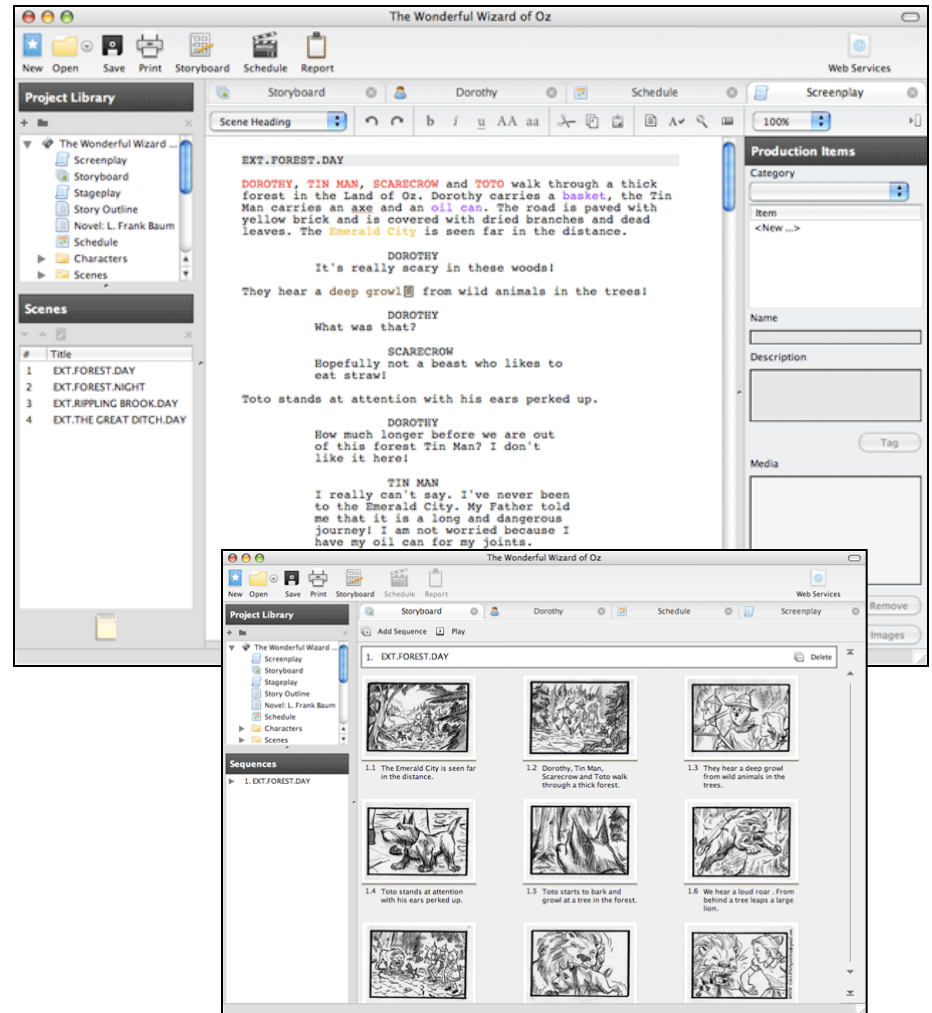 The Wonderful Wizard of Oz
New Open Save Print Storyboard Schedule Report Web Services
Project Library
The Wonderful Wizard ...
Screenplay
Storyboard
Stageplay
Story Outline
Novel: L. Frank Baum
Schedule
Characters
Scenes
Scenes
# Title
1 EXT.FOREST.DAY
2 EXT.FOREST.NIGHT
3 EXT.RIPPLING BROOK.DAY
4 EXT.THE GREAT DITCH.DAY
Storyboard Dorothy Schedule Screenplay
Scene Heading b i u AA aa 100%
EXT.FOREST.DAY
DOROTHY, TIN MAN, SCARECROW and TOTO walk through a thick
forest in the Land of Oz. Dorothy carries a basket, the Tin
Man carries an axe and an oil can. The road is paved with
yellow brick and is covered with dried branches and dead
leaves. The Emerald City is seen far in the distance.
DOROTHY
It's really scary in these woods!
They hear a deep growl from wild animals in the trees!
DOROTHY
What was that?
SCARECROW
Hopefully not a beast who likes to
eat straw!
Toto stands at attention with his ears perked up.
DOROTHY
How much longer before we are out
of this forest Tin Man? I don't
like it here!
TIN MAN
I really can't say. I've never been
to the Emerald City. My Father told
me that it is a long and dangerous
journey! I am not worried because I
have my oil can for my joints.
Production Items
Category
Item
<New ...>
Name
Description
Tag
Media
Remove
Images
The Wonderful Wizard of Oz
New Open Save Print Storyboard Schedule Report Web Services
Project Library
The Wonderful Wizard ...
Screenplay
Storyboard
Stageplay
Story Outline
Novel: L. Frank Baum
Schedule
Characters
Scenes
Sequences
1. EXT.FOREST.DAY
Storyboard Dorothy Schedule Screenplay
Add Sequence Play
1. EXT.FOREST.DAY Delete
1.1 The Emerald City is seen far
in the distance.
1.2 Dorothy, Tin Man,
Scarecrow and Toto walk
through a thick forest.
1.3 They hear a deep growl
from wild animals in the
trees.
1.4 Toto stands at attention
with his ears perked up.
1.5 Toto starts to bark and
growl at a tree in the forest.
1.6 We hear a loud roar . From
behind a tree leaps a large
lion.